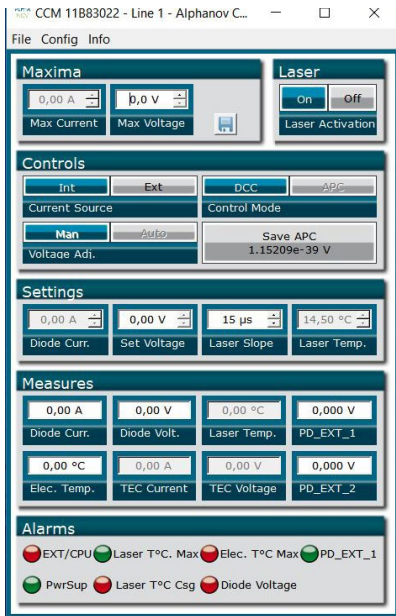 CCM 11B83022 - Line 1 - Alphanov C...
File Config Info
Maxima
Laser
0,00 A 0,0 V On Off
Max Current Max Voltage Laser Activation
Controls
Int Ext DCC APC
Current Source Control Mode
Man Auto Save APC
1.15209e-39 V
Voltage Adj.
Settings
0,00 A 0,00 V 15 µs 14,50 °C
Diode Curr. Set Voltage Laser Slope Laser Temp.
Measures
0,00 A 0,00 V 0,00 °C 0,000 V
Diode Curr. Diode Volt. Laser Temp. PD_EXT_1
0,00 °C 0,00 A 0,00 V 0,000 V
Elec. Temp. TEC Current TEC Voltage PD_EXT_2
Alarms
EXT/CPU Laser T°C. Max Elec. T°C Max PD_EXT_1
PwrSup Laser T°C Csg Diode Voltage